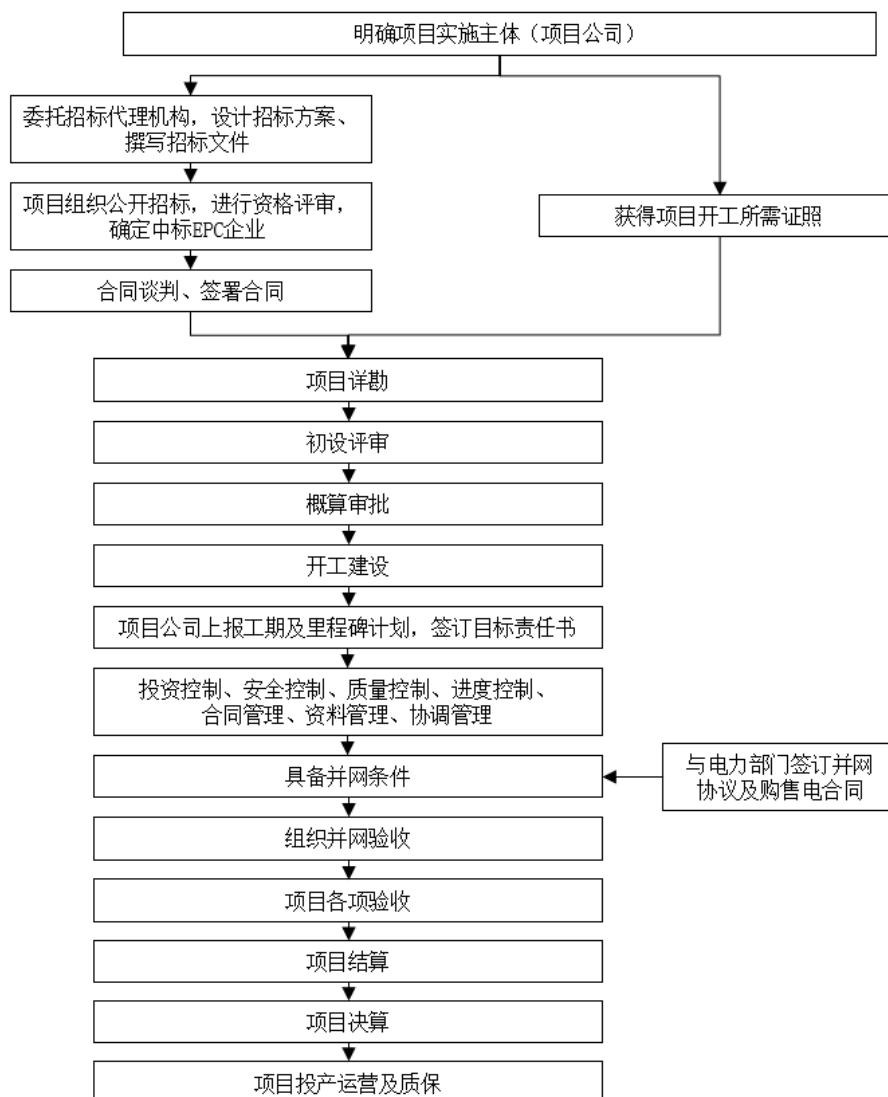 明确项目实施主体（项目公司）
委托招标代理机构，设计招标方案、
撰写招标文件
项目组织公开招标，进行资格评审，
确定中标EPC企业
获得项目开工所需证照
合同谈判、签署合同
项目详勘
初设评审
概算审批
开工建设
项目公司上报工期及里程碑计划，签订目标责任书
投资控制、安全控制、质量控制、进度控制、
合同管理、资料管理、协调管理
具备并网条件
与电力部门签订并网
协议及购售电合同
组织并网验收
项目各项验收
项目结算
项目决算
项目投产运营及质保